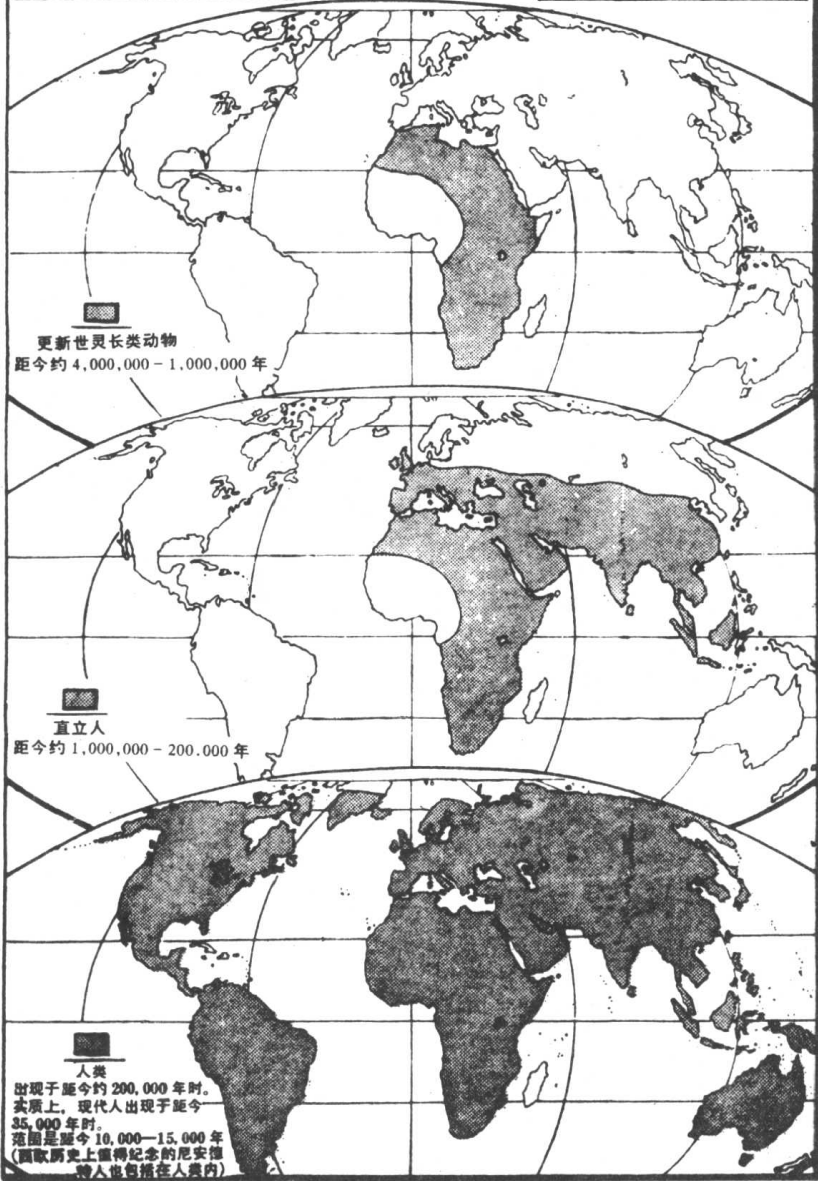 更新世灵长类动物
距今约 4,000,000－1,000,000 年
直立人
距今约 1,000,000－200.000 年
人类
出现于距今约 200,000 年时。
实质上，现代人出现于距今
35,000 年时。
范围是距今 10,000—15,000 年
(西欧历史上值得纪念的尼安德
特人也包括在人类内)